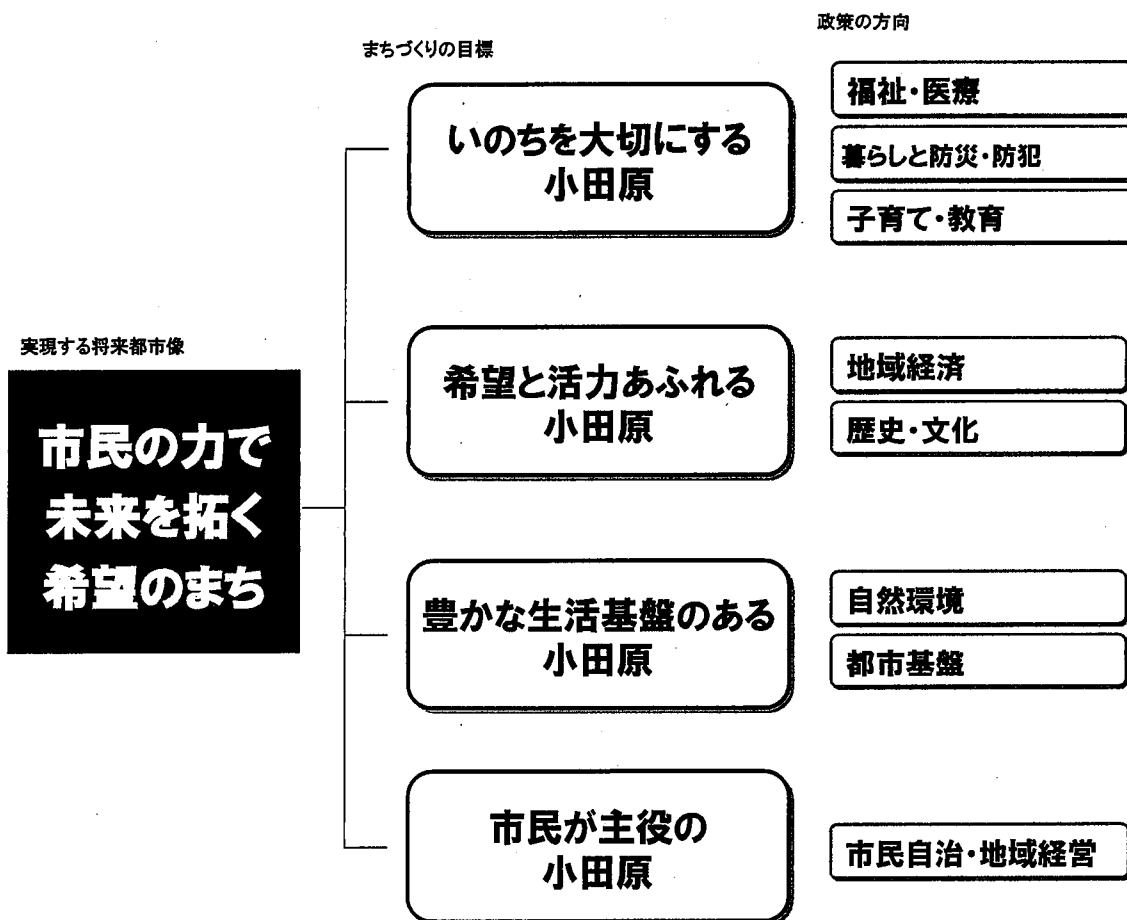 政策の方向
まちづくりの目標
いのちを大切にする
小田原
福祉・医療
暮らしと防災・防犯
子育て・教育
実現する将来都市像
市民の力で
未来を拓く
希望のまち
希望と活力あふれる
小田原
地域経済
歴史・文化
豊かな生活基盤のある
小田原
自然環境
都市基盤
市民が主役の
小田原
市民自治・地域経営